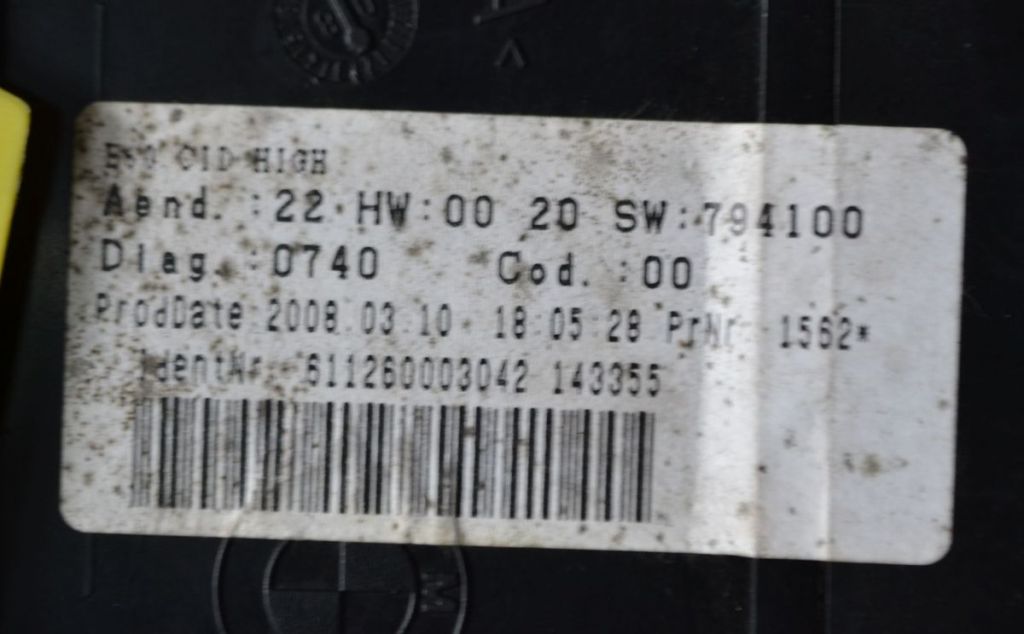 CID HIGH
Aend. :22 HW:00 20 SW:794100
Diag. :0740 Cod. :00
ProdDate 2008.03.10 18:05:28 PrNr 1562*
IdentNr. 611260003042 143355